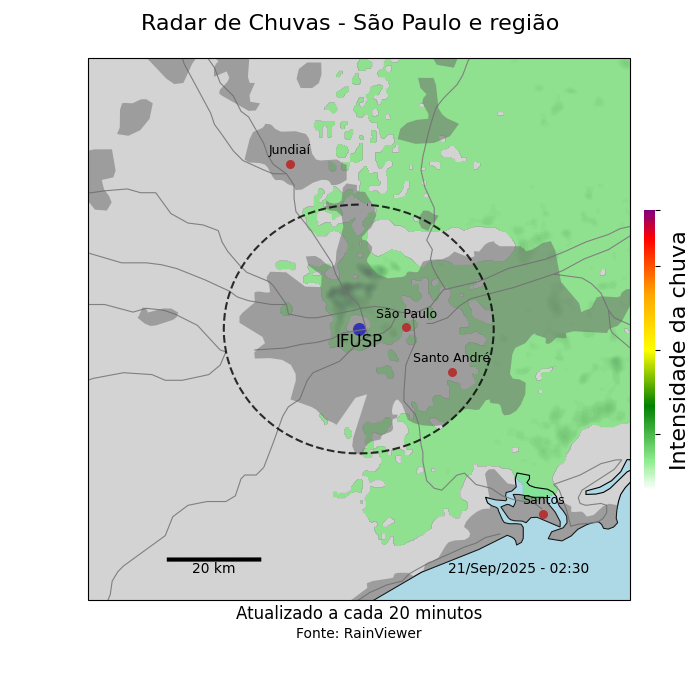 Radar de Chuvas - São Paulo e região
Jundiaí
São Paulo
IFUSP
Santo André
Santos
20 km
21/Sep/2025 - 02:30
Intensidade da chuva
Atualizado a cada 20 minutos
Fonte: RainViewer